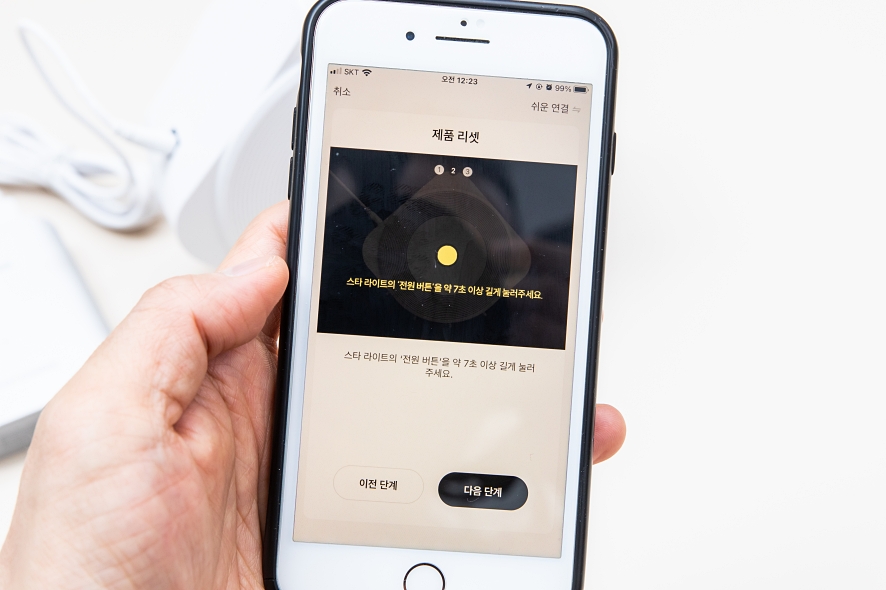 SKT 오전 12:23 99%
취소
쉬운 연결
제품 리셋
1 2 3
스타 라이트의 '전원 버튼'을 약 7초 이상 길게 눌러주세요.
스타 라이트의 '전원 버튼'을 약 7초 이상 길게 눌러
주세요.
이전 단계 다음 단계